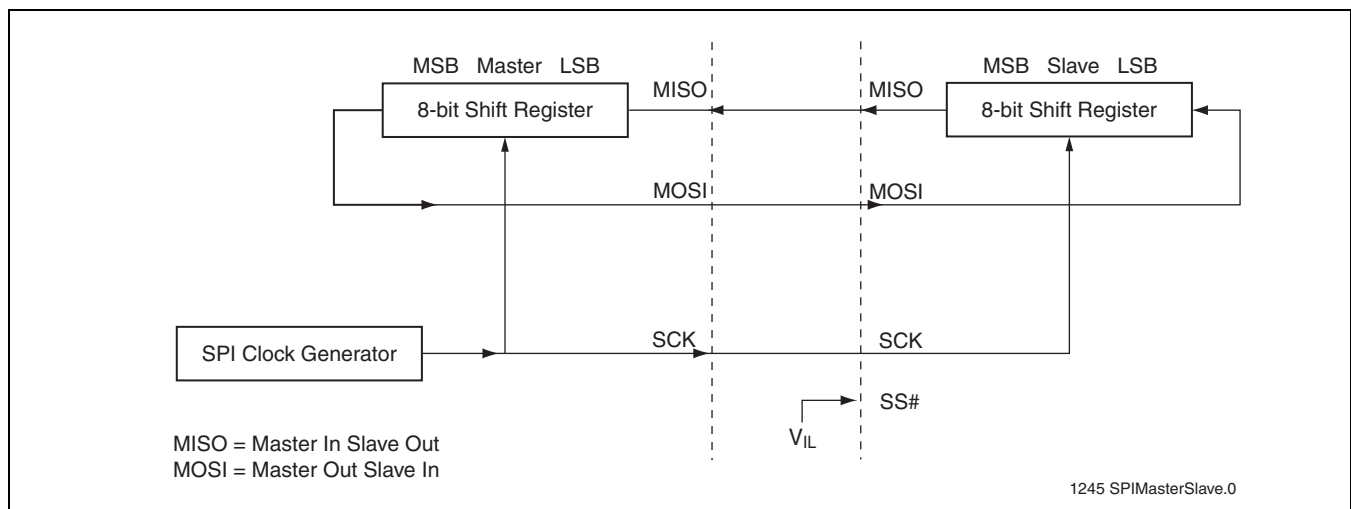 MSB Master LSB
8-bit Shift Register
MISO
MISO
MSB Slave LSB
8-bit Shift Register
MOSI
MOSI
SPI Clock Generator
SCK
SCK
SS#
VIL
MISO = Master In Slave Out
MOSI = Master Out Slave In
1245 SPIMasterSlave.0